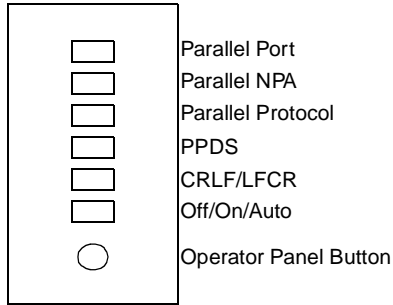 Parallel Port
Parallel NPA
Parallel Protocol
PPDS
CRLF/LFCR
Off/On/Auto
Operator Panel Button